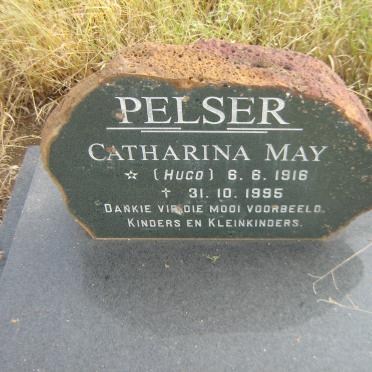 PELSER
CATHARINA MAY
☆ (HUGO) 6. 6. 1916
† 31. 10. 1995
DANKIE VIR DIE MOOI VOORBEELD.
KINDERS EN KLEINKINDERS.